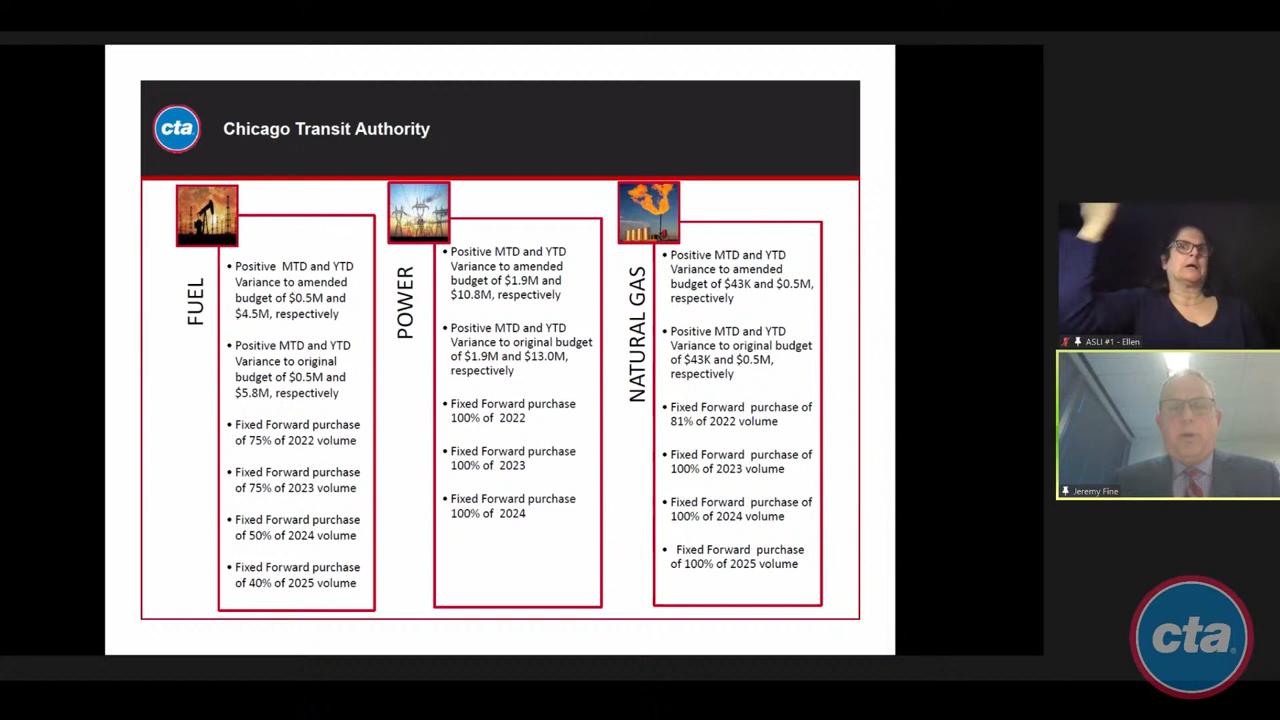 cta
Chicago Transit Authority
FUEL
• Positive MTD and YTD
Variance to amended
budget of $0.5M and
$4.5M, respectively
• Positive MTD and YTD
Variance to original
budget of $0.5M and
$5.8M, respectively
• Fixed Forward purchase
of 75% of 2022 volume
• Fixed Forward purchase
of 75% of 2023 volume
• Fixed Forward purchase
of 50% of 2024 volume
• Fixed Forward purchase
of 40% of 2025 volume
POWER
• Positive MTD and YTD
Variance to amended
budget of $1.9M and
$10.8M, respectively
• Positive MTD and YTD
Variance to original budget
of $1.9M and $13.0M,
respectively
• Fixed Forward purchase
100% of 2022
• Fixed Forward purchase
100% of 2023
• Fixed Forward purchase
100% of 2024
NATURAL GAS
• Positive MTD and YTD
Variance to amended
budget of $43K and $0.5M,
respectively
• Positive MTD and YTD
Variance to original budget
of $43K and $0.5M,
respectively
• Fixed Forward purchase of
81% of 2022 volume
• Fixed Forward purchase of
100% of 2023 volume
• Fixed Forward purchase of
100% of 2024 volume
• Fixed Forward purchase
of 100% of 2025 volume
ASLI #1 - Ellen
Jeremy Fine
cta